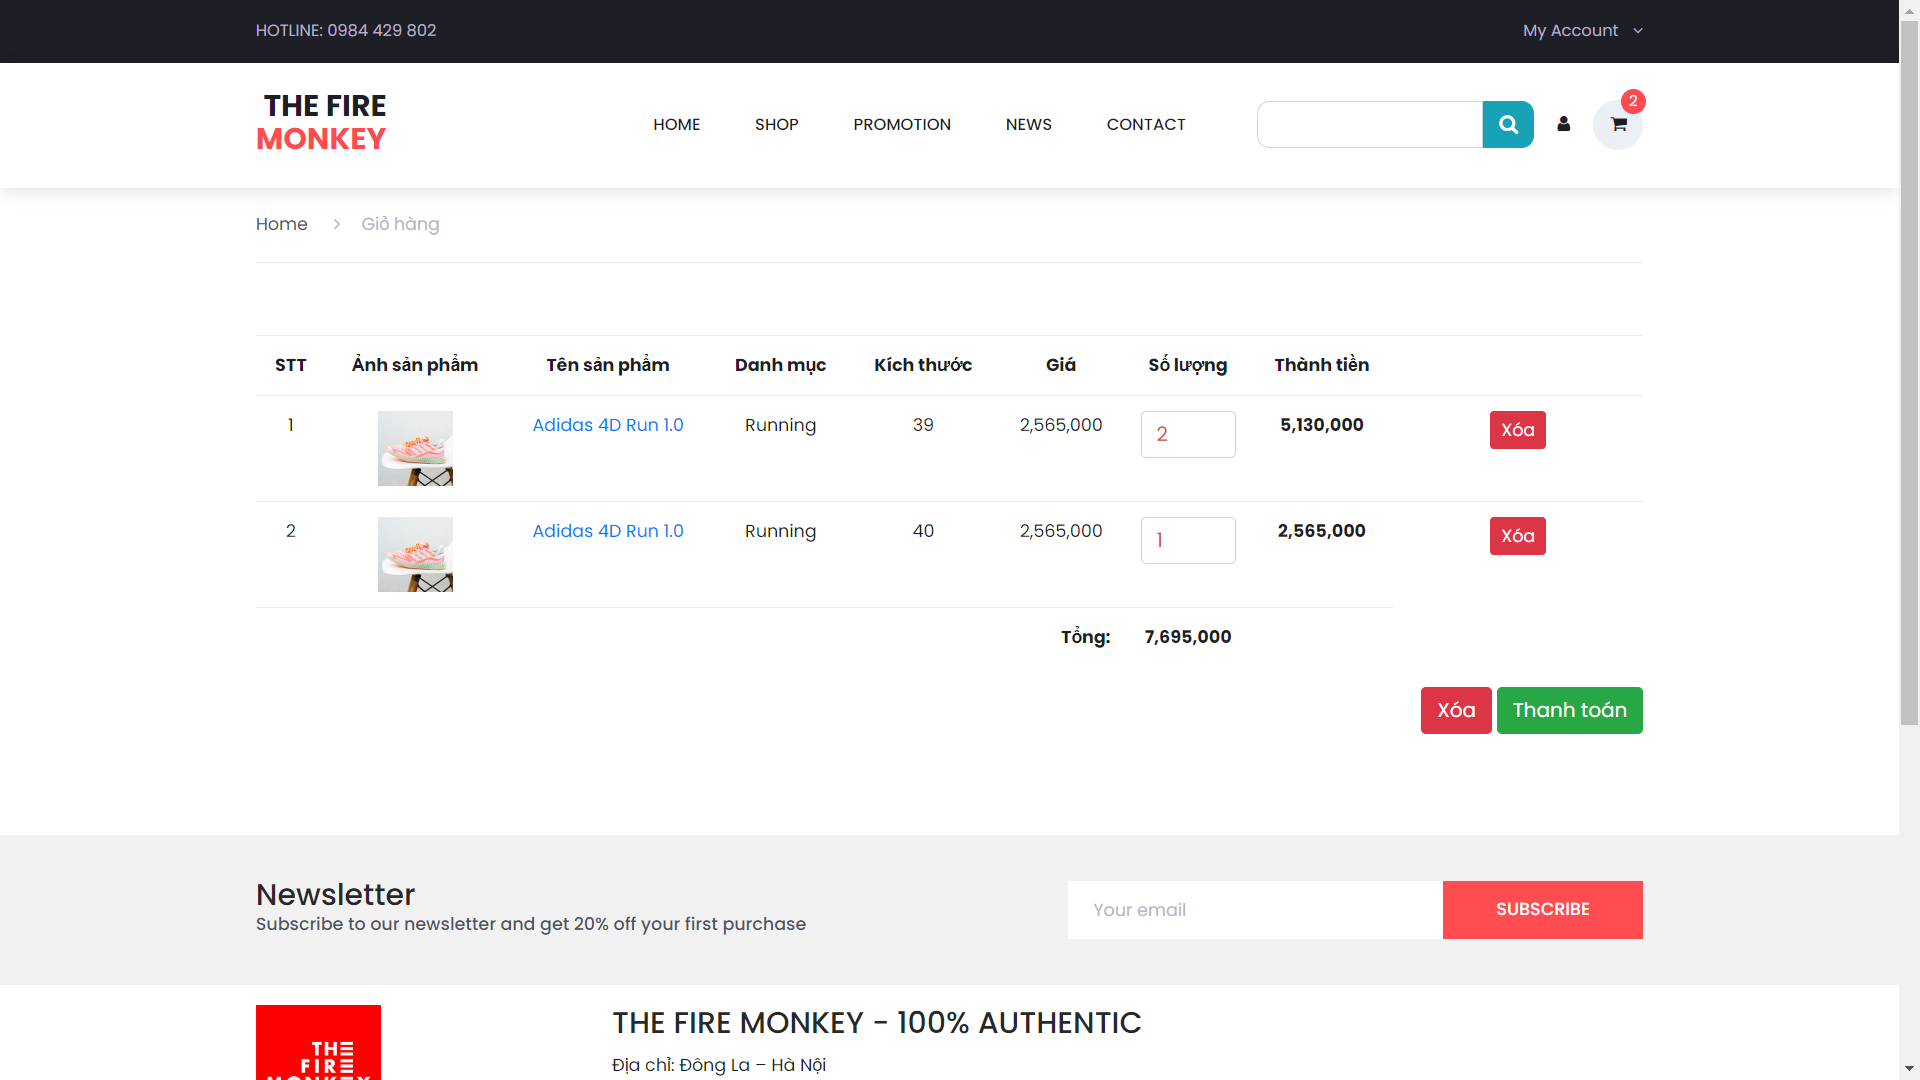 HOTLINE: 0984 429 802
My Account
THE FIRE
MONKEY
HOME SHOP PROMOTION NEWS CONTACT
2
Home > Giỏ hàng
STT Ảnh sản phẩm Tên sản phẩm Danh mục Kích thước Giá Số lượng Thành tiền
1 Adidas 4D Run 1.0 Running 39 2,565,000 2 5,130,000 Xóa
2 Adidas 4D Run 1.0 Running 40 2,565,000 1 2,565,000 Xóa
Tổng: 7,695,000
Xóa Thanh toán
Newsletter
Subscribe to our newsletter and get 20% off your first purchase
Your email
SUBSCRIBE
THE
FIRE
MONKEY
THE FIRE MONKEY - 100% AUTHENTIC
Địa chỉ: Đông La – Hà Nội